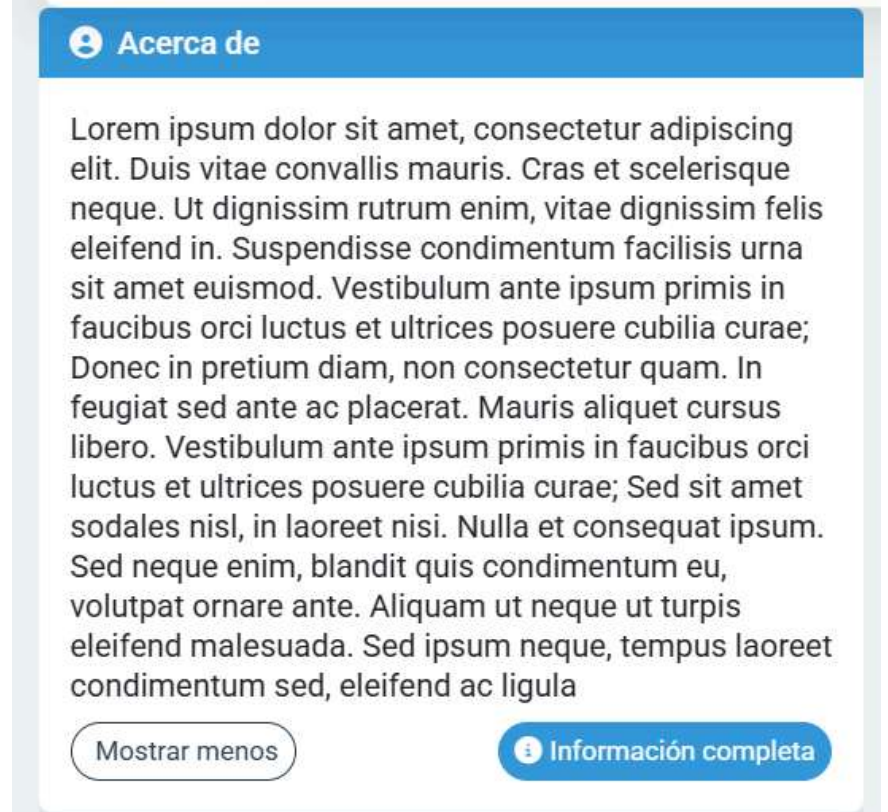 Acerca de
Lorem ipsum dolor sit amet, consectetur adipiscing
elit. Duis vitae convallis mauris. Cras et scelerisque
neque. Ut dignissim rutrum enim, vitae dignissim felis
eleifend in. Suspendisse condimentum facilisis urna
sit amet euismod. Vestibulum ante ipsum primis in
faucibus orci luctus et ultrices posuere cubilia curae;
Donec in pretium diam, non consectetur quam. In
feugiat sed ante ac placerat. Mauris aliquet cursus
libero. Vestibulum ante ipsum primis in faucibus orci
luctus et ultrices posuere cubilia curae; Sed sit amet
sodales nisl, in laoreet nisi. Nulla et consequat ipsum.
Sed neque enim, blandit quis condimentum eu,
volutpat ornare ante. Aliquam ut neque ut turpis
eleifend malesuada. Sed ipsum neque, tempus laoreet
condimentum sed, eleifend ac ligula
Mostrar menos
Información completa